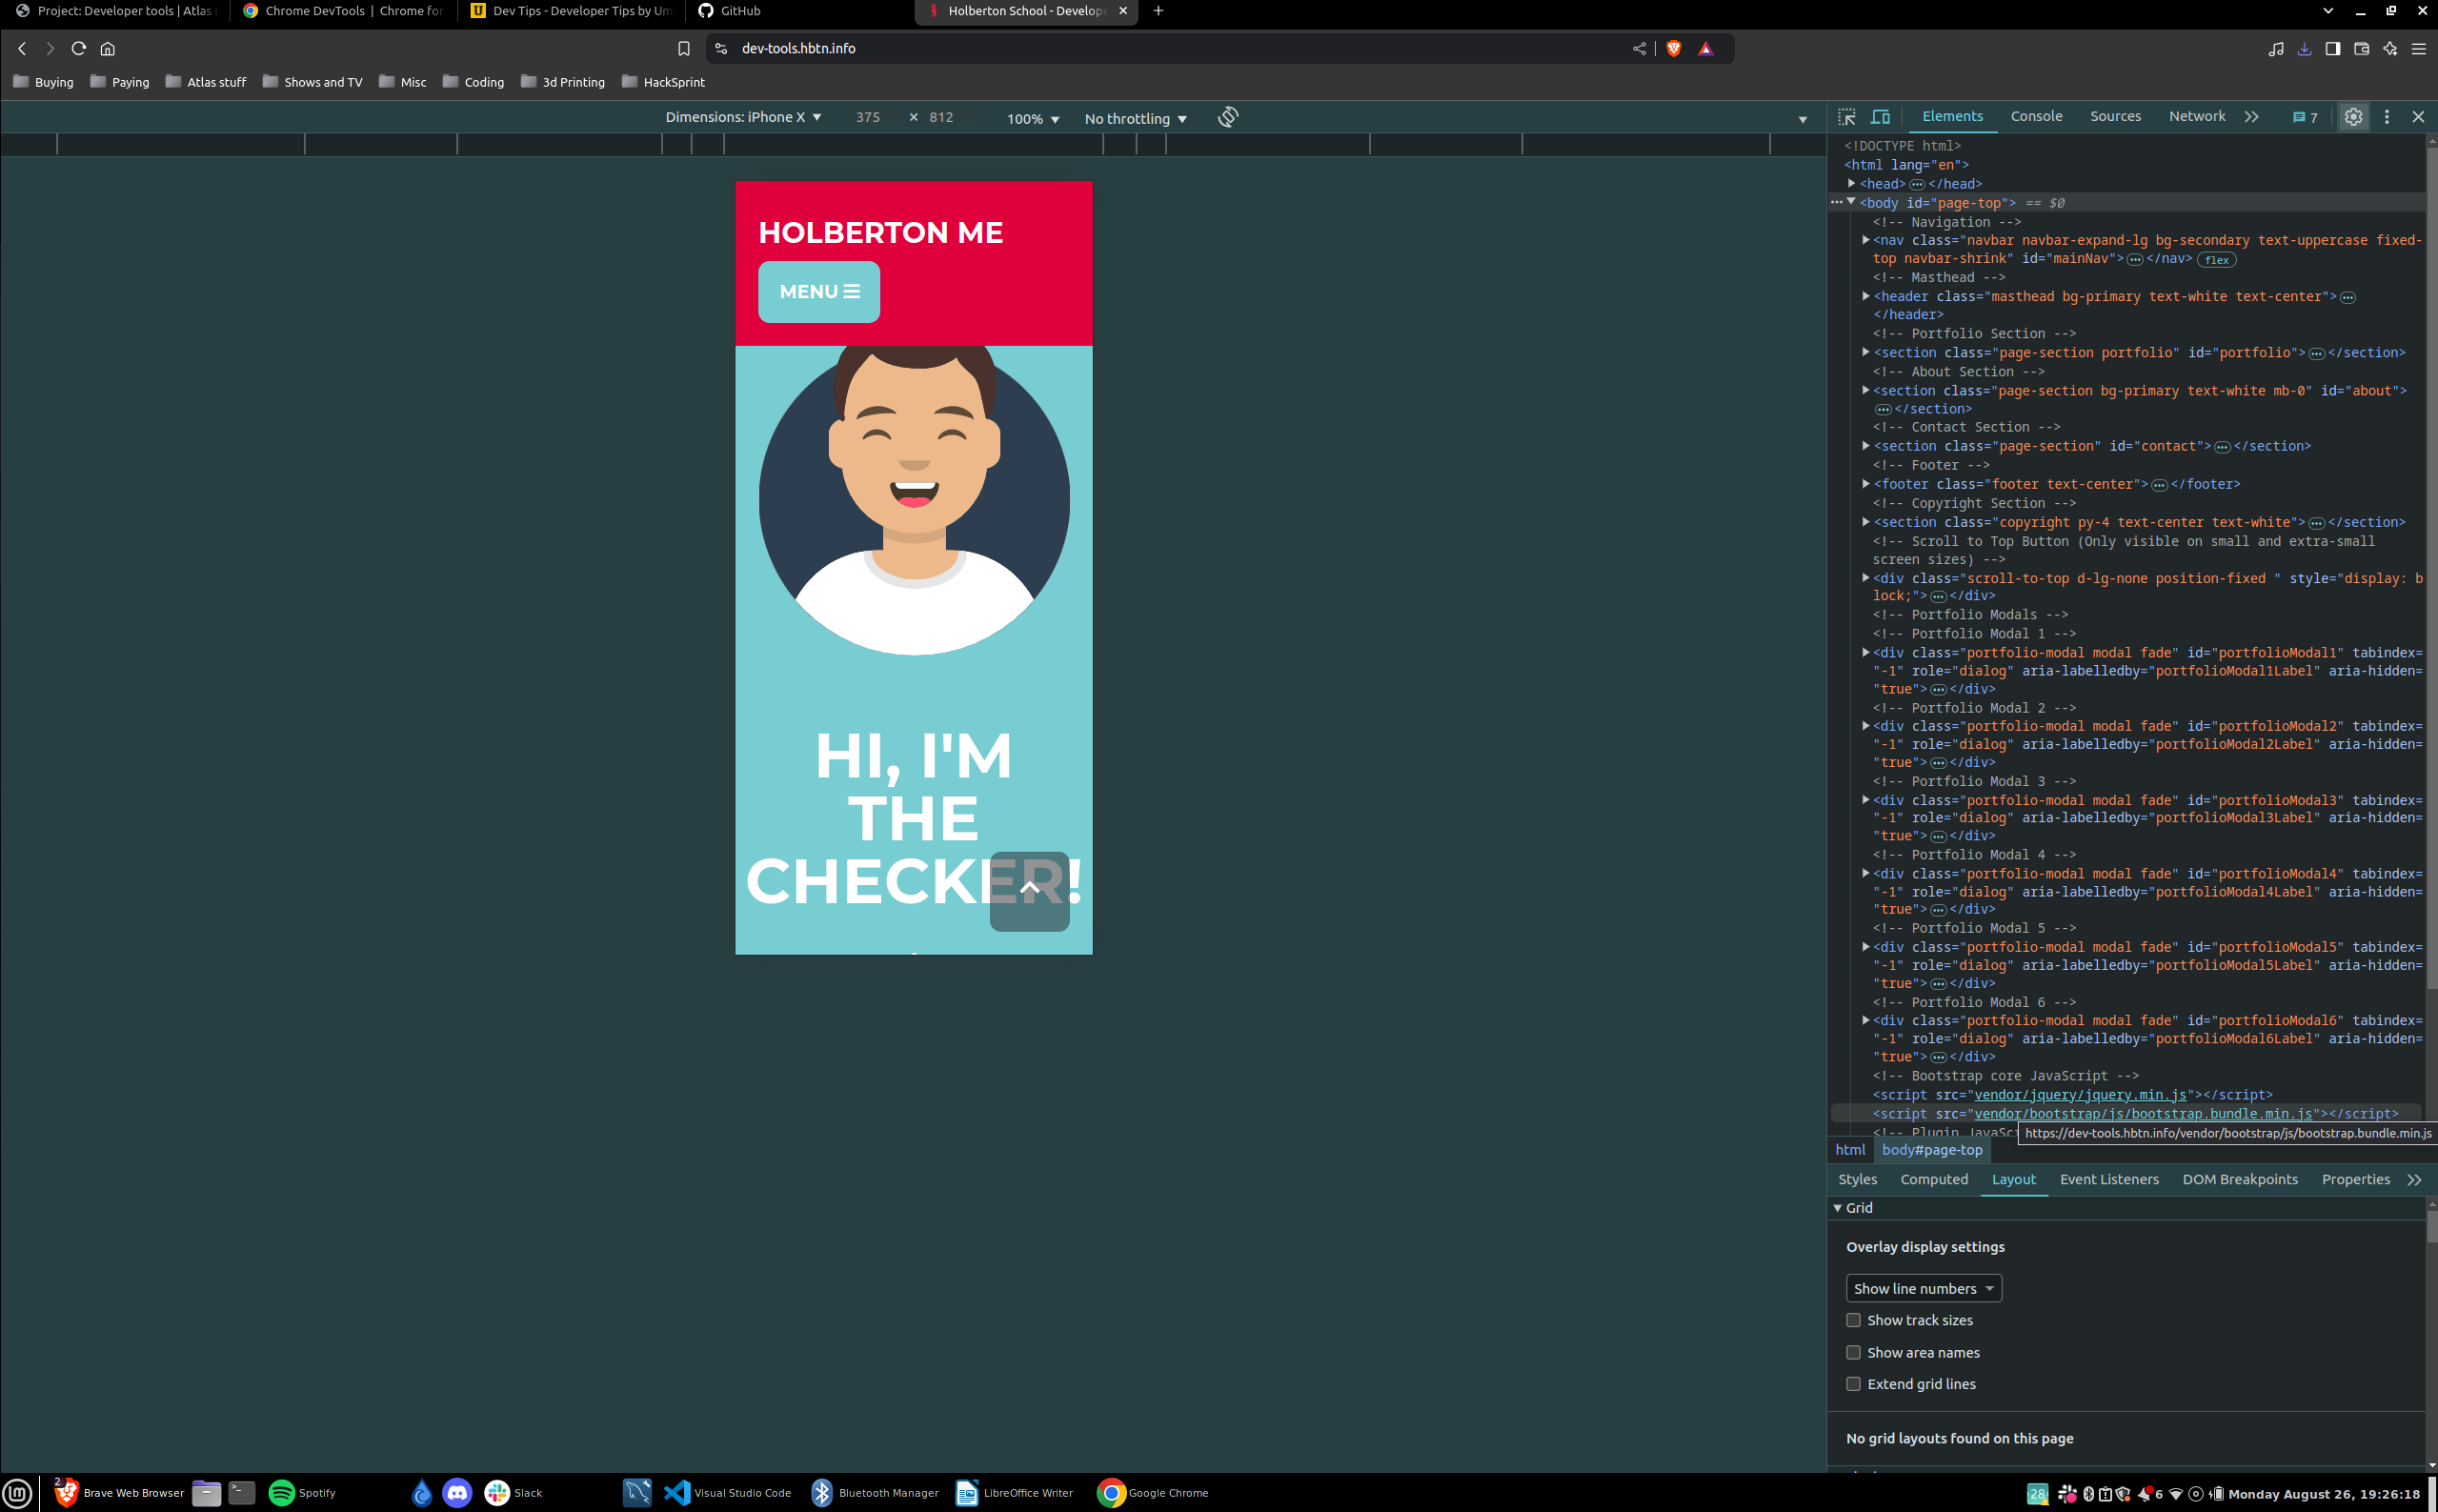 Project: Developer tools | Atlas
Chrome DevTools | Chrome for
Dev Tips - Developer Tips by Um
GitHub
Holberton School - Develope
dev-tools.hbtn.info
Buying
Paying
Atlas stuff
Shows and TV
Misc
Coding
3d Printing
HackSprint
Dimensions: iPhone X
375
×
812
100%
No throttling
HOLBERTON ME
MENU
HI, I'M
THE
CHECKER!
Elements
Console
Sources
Network
7
<!DOCTYPE html>
<html lang="en">
<head> ••• </head>
••• <body id="page-top"> == $0
<!-- Navigation -->
<nav class="navbar navbar-expand-lg bg-secondary text-uppercase fixed-
top navbar-shrink" id="mainNav"> ••• </nav> flex
<!-- Masthead -->
<header class="masthead bg-primary text-white text-center"> •••
</header>
<!-- Portfolio Section -->
<section class="page-section portfolio" id="portfolio"> ••• </section>
<!-- About Section -->
<section class="page-section bg-primary text-white mb-0" id="about">
••• </section>
<!-- Contact Section -->
<section class="page-section" id="contact"> ••• </section>
<!-- Footer -->
<footer class="footer text-center"> ••• </footer>
<!-- Copyright Section -->
<section class="copyright py-4 text-center text-white"> ••• </section>
<!-- Scroll to Top Button (Only visible on small and extra-small
screen sizes) -->
<div class="scroll-to-top d-lg-none position-fixed " style="display: b
lock;"> ••• </div>
<!-- Portfolio Modals -->
<!-- Portfolio Modal 1 -->
<div class="portfolio-modal modal fade" id="portfolioModal1" tabindex=
"-1" role="dialog" aria-labelledby="portfolioModal1Label" aria-hidden=
"true"> ••• </div>
<!-- Portfolio Modal 2 -->
<div class="portfolio-modal modal fade" id="portfolioModal2" tabindex=
"-1" role="dialog" aria-labelledby="portfolioModal2Label" aria-hidden=
"true"> ••• </div>
<!-- Portfolio Modal 3 -->
<div class="portfolio-modal modal fade" id="portfolioModal3" tabindex=
"-1" role="dialog" aria-labelledby="portfolioModal3Label" aria-hidden=
"true"> ••• </div>
<!-- Portfolio Modal 4 -->
<div class="portfolio-modal modal fade" id="portfolioModal4" tabindex=
"-1" role="dialog" aria-labelledby="portfolioModal4Label" aria-hidden=
"true"> ••• </div>
<!-- Portfolio Modal 5 -->
<div class="portfolio-modal modal fade" id="portfolioModal5" tabindex=
"-1" role="dialog" aria-labelledby="portfolioModal5Label" aria-hidden=
"true"> ••• </div>
<!-- Portfolio Modal 6 -->
<div class="portfolio-modal modal fade" id="portfolioModal6" tabindex=
"-1" role="dialog" aria-labelledby="portfolioModal6Label" aria-hidden=
"true"> ••• </div>
<!-- Bootstrap core JavaScript -->
<script src="vendor/jquery/jquery.min.js"></script>
<script src="vendor/bootstrap/js/bootstrap.bundle.min.js"></script>
<!-- Plugin JavaSc
https://dev-tools.hbtn.info/vendor/bootstrap/js/bootstrap.bundle.min.js
html
body#page-top
Styles
Computed
Layout
Event Listeners
DOM Breakpoints
Properties
Grid
Overlay display settings
Show line numbers
Show track sizes
Show area names
Extend grid lines
No grid layouts found on this page
2
Brave Web Browser
Spotify
Slack
Visual Studio Code
Bluetooth Manager
LibreOffice Writer
Google Chrome
28
6
Monday August 26, 19:26:18